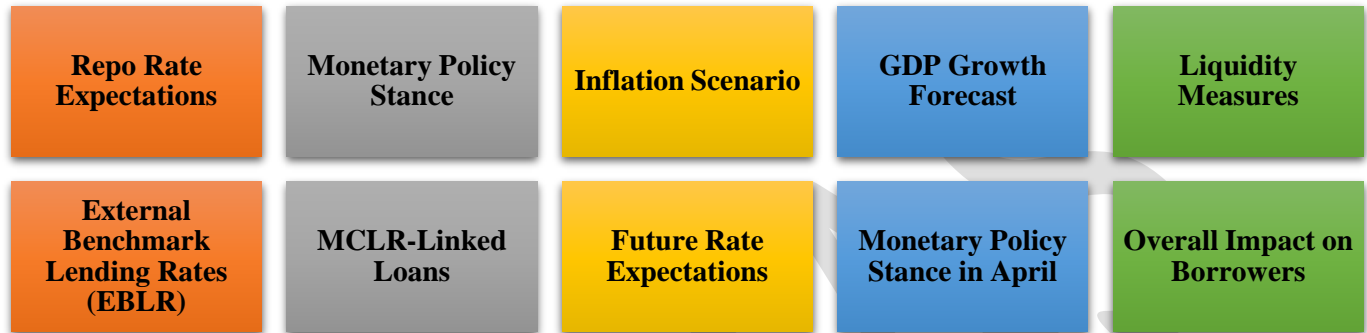 Repo Rate
Expectations
Monetary Policy
Stance
Inflation Scenario
GDP Growth
Forecast
Liquidity
Measures
External
Benchmark
Lending Rates
(EBLR)
MCLR-Linked
Loans
Future Rate
Expectations
Monetary Policy
Stance in April
Overall Impact on
Borrowers